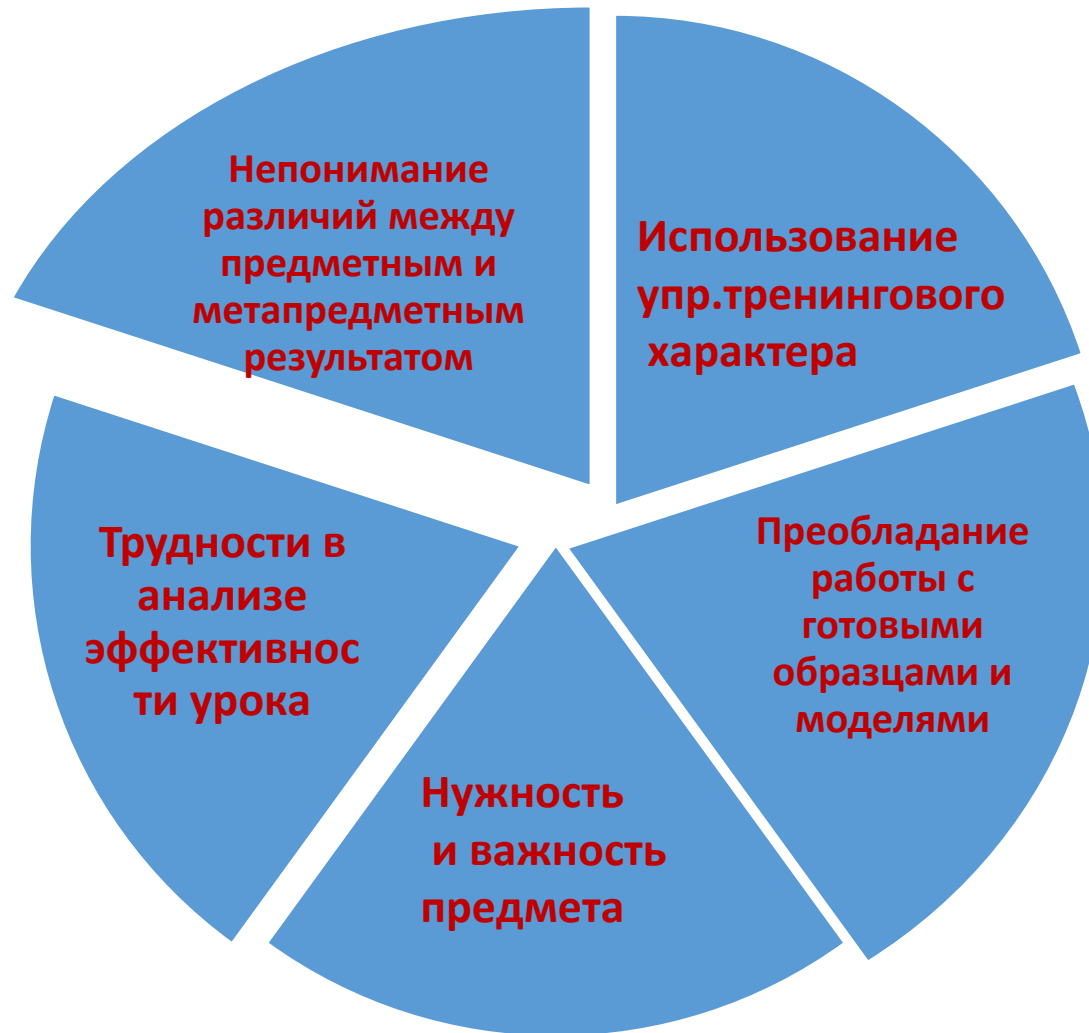 Непонимание
различий между
предметным и
метапредметным
результатом
Использование
упр.тренингового
характера
Преобладание
работы с
готовыми
образцами и
моделями
Нужность
и важность
предмета
Трудности в
анализе
эффективнос
ти урока